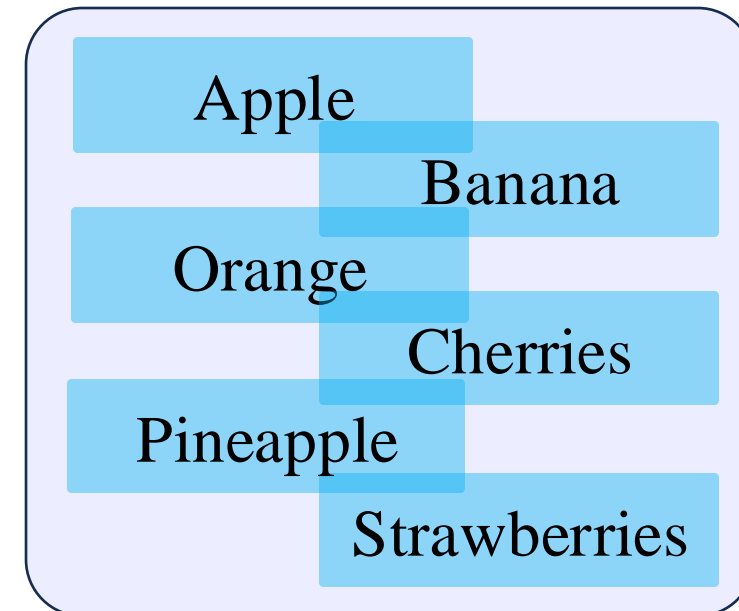 Apple
Banana
Orange
Cherries
Pineapple
Strawberries